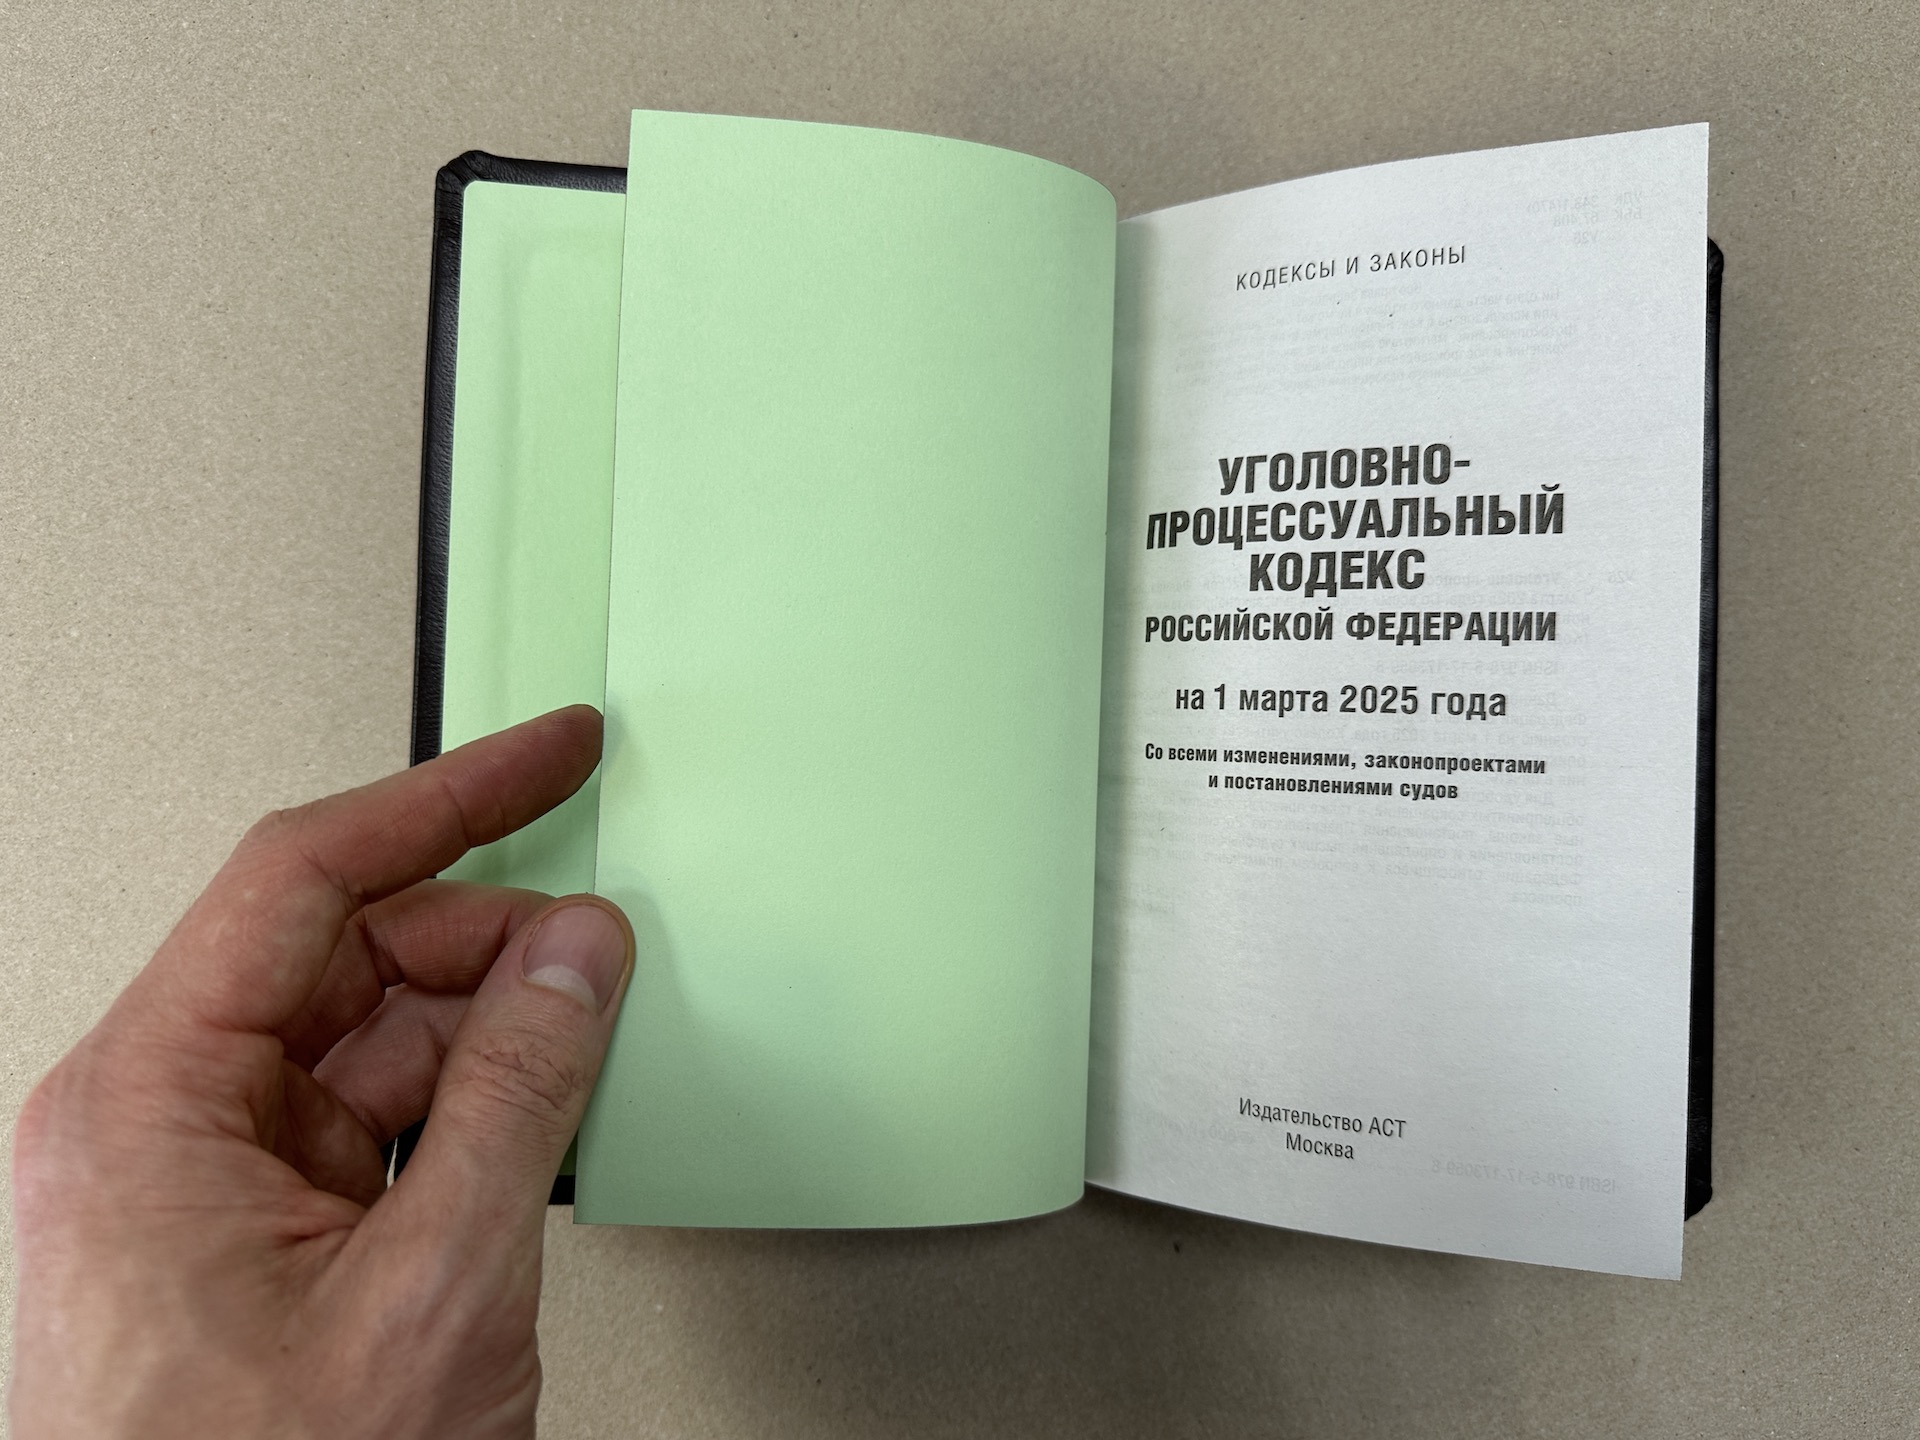 КОДЕКСЫ И ЗАКОНЫ
УГОЛОВНО-
ПРОЦЕССУАЛЬНЫЙ
КОДЕКС
РОССИЙСКОЙ ФЕДЕРАЦИИ
на 1 марта 2025 года
Со всеми изменениями, законопроектами
и постановлениями судов
Издательство АСТ
Москва